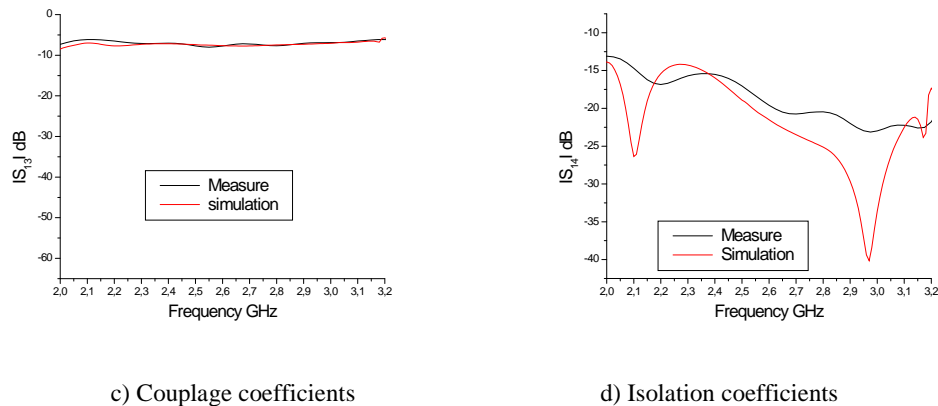 0
-10
-20
-30
-40
-50
-60
IS13I dB
Measure
simulation
2,0 2,1 2,2 2,3 2,4 2,5 2,6 2,7 2,8 2,9 3,0 3,1 3,2
Frequency GHz
-15
-20
-25
-30
-35
-40
IS14I dB
Measure
Simulation
2,0 2,1 2,2 2,3 2,4 2,5 2,6 2,7 2,8 2,9 3,0 3,1 3,2
Frequency GHz
c) Couplage coefficients
d) Isolation coefficients